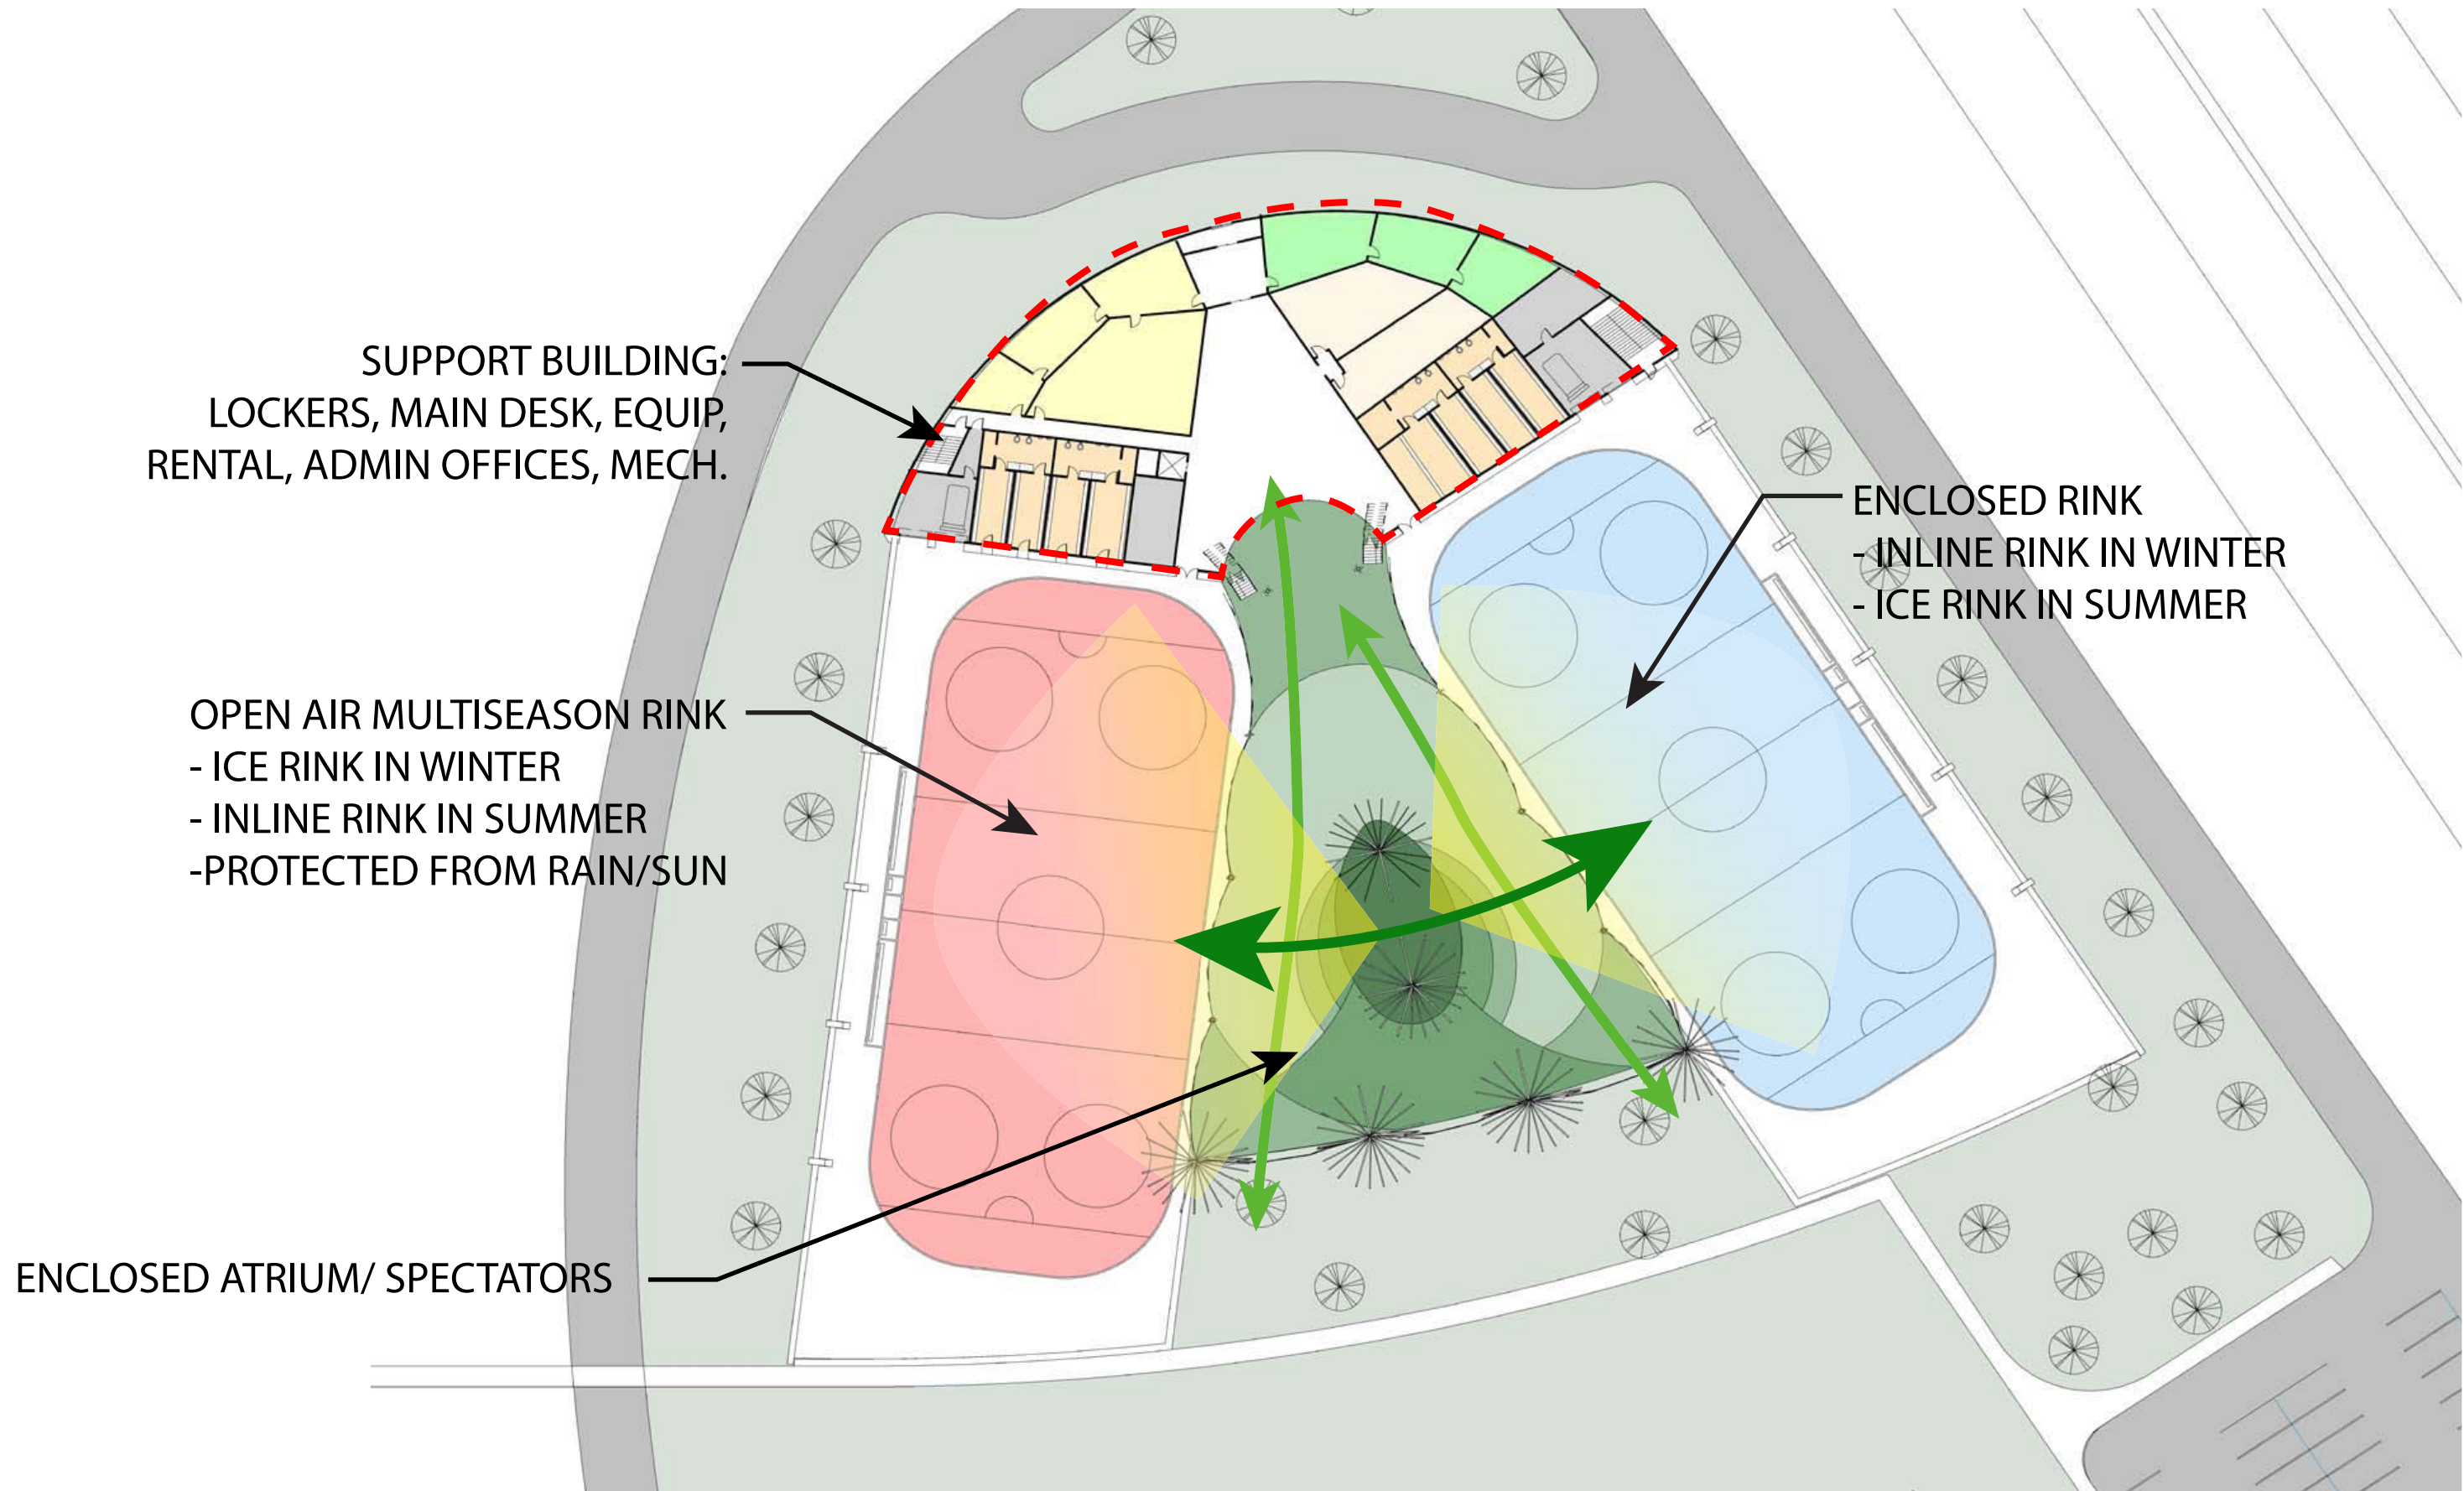 SUPPORT BUILDING:
LOCKERS, MAIN DESK, EQUIP,
RENTAL, ADMIN OFFICES, MECH.
ENCLOSED RINK
- INLINE RINK IN WINTER
- ICE RINK IN SUMMER
OPEN AIR MULTISEASON RINK
- ICE RINK IN WINTER
- INLINE RINK IN SUMMER
-PROTECTED FROM RAIN/SUN
ENCLOSED ATRIUM/ SPECTATORS